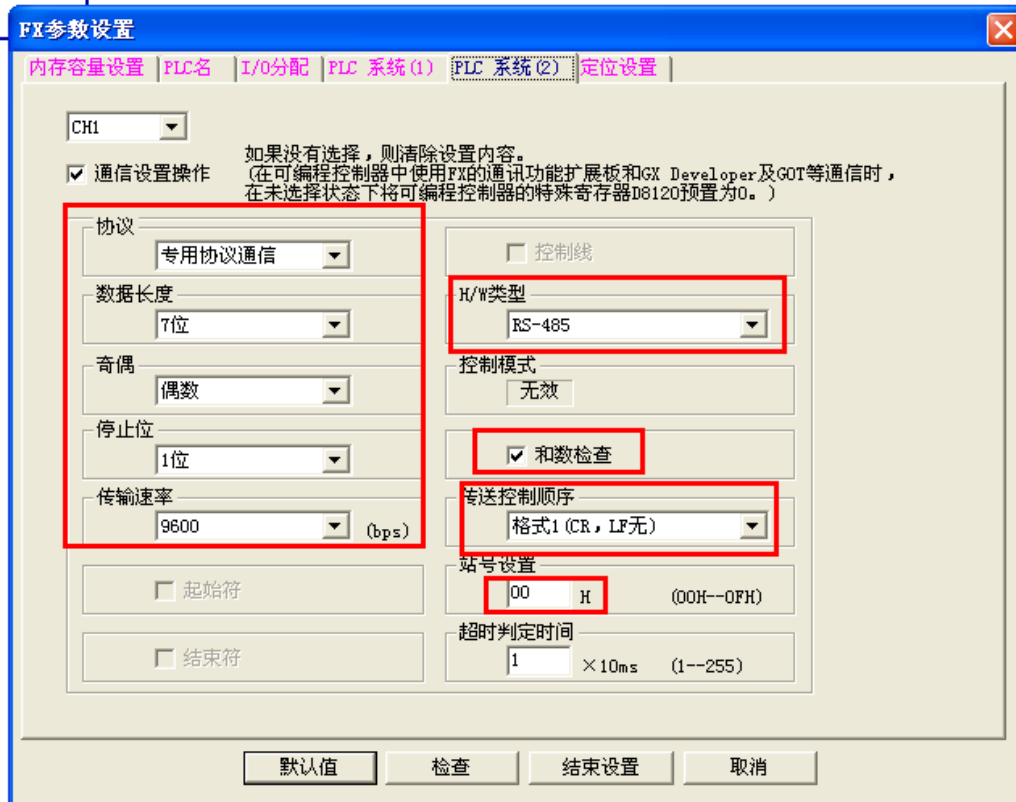 FX参数设置
内存容量设置 PLC名 I/O分配 PLC 系统(1) PLC 系统(2) 定位设置
CH1
通信设置操作
如果没有选择，则清除设置内容。
(在可编程控制器中使用FX的通讯功能扩展板和GX Developer及GOT等通信时，
在未选择状态下将可编程控制器的特殊寄存器D8120预置为0。)
协议
专用协议通信
控制线
数据长度
7位
H/W类型
RS-485
奇偶
偶数
控制模式
无效
停止位
1位
和数检查
传输速率
9600 (bps)
传送控制顺序
格式1(CR，LF无)
起始符
站号设置
00 H (00H--0FH)
结束符
超时判定时间
1 ×10ms (1--255)
默认值 检查 结束设置 取消